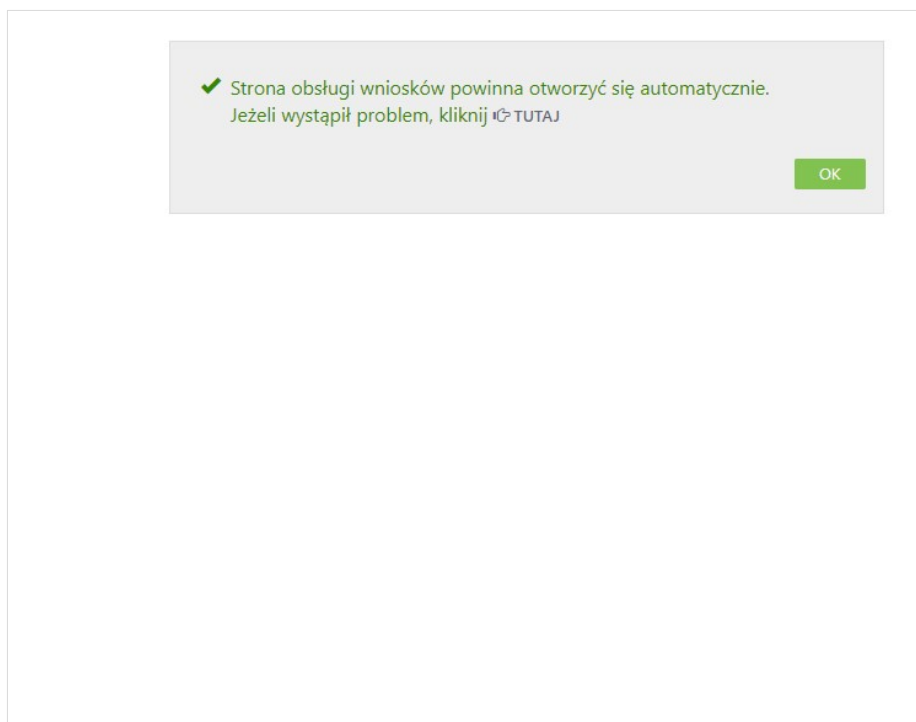 Strona obsługi wniosków powinna otworzyć się automatycznie.
Jeżeli wystąpił problem, kliknij TUTAJ
OK